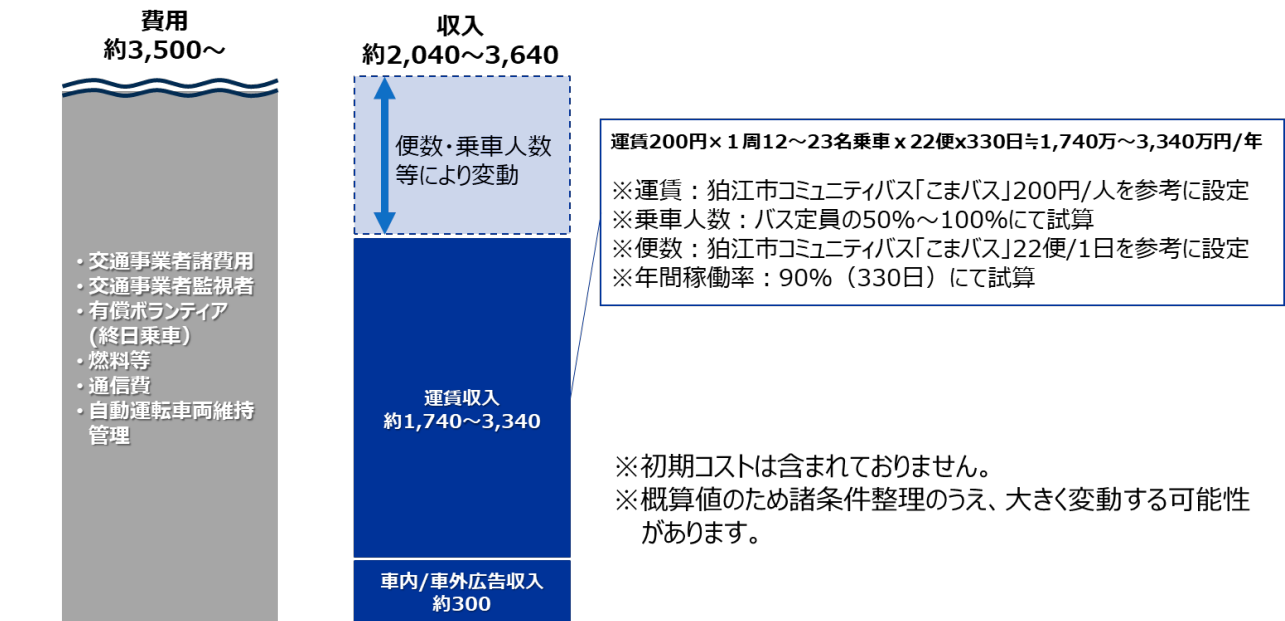 費用
約3,500～
・交通事業者諸費用
・交通事業者監視者
・有償ボランティア
(終日乗車）
・燃料等
・通信費
・自動運転車両維持
管理
収入
約2,040～3,640
便数・乗車人数
等により変動
運賃収入
約1,740～3,340
車内/車外広告収入
約300
運賃200円×１周12～23名乗車ｘ22便x330日≒1,740万～3,340万円/年
※運賃：狛江市コミュニティバス「こまバス」200円/人を参考に設定
※乗車人数：バス定員の50%～100%にて試算
※便数：狛江市コミュニティバス「こまバス」22便/1日を参考に設定
※年間稼働率：90%（330日）にて試算
※初期コストは含まれておりません。
※概算値のため諸条件整理のうえ、大きく変動する可能性
があります。